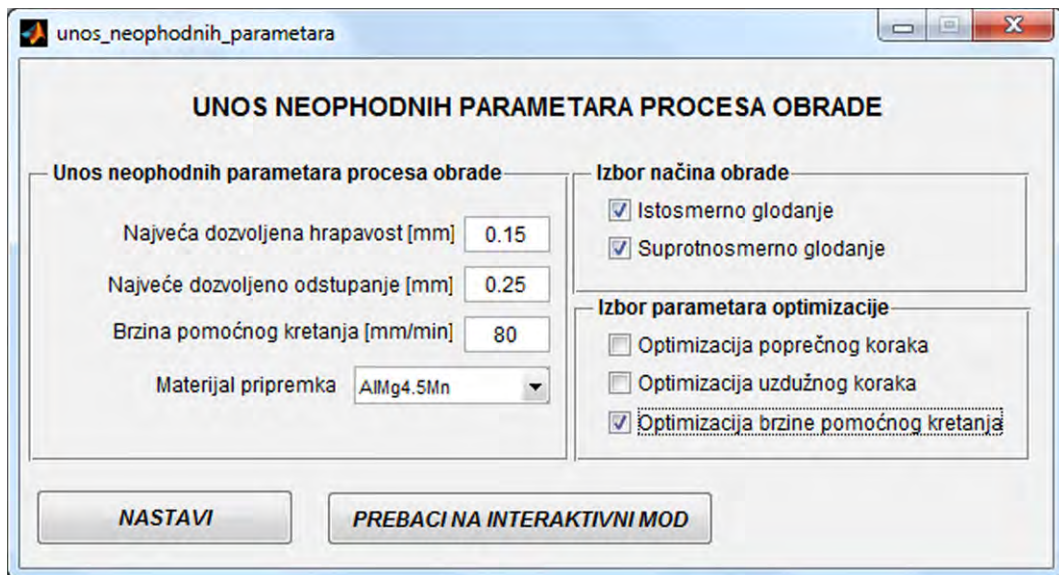 unos_neophodnih_parametara
UNOS NEOPHODNIH PARAMETARA PROCESA OBRADE
Unos neophodnih parametara procesa obrade
Najveća dozvoljena hrapavost [mm] 0.15
Najveće dozvoljeno odstupanje [mm] 0.25
Brzina pomoćnog kretanja [mm/min] 80
Materijal pripremka AlMg4.5Mn
Izbor načina obrade
Istosmerno glodanje
Suprotnosmerno glodanje
Izbor parametara optimizacije
Optimizacija poprečnog koraka
Optimizacija uzdužnog koraka
Optimizacija brzine pomoćnog kretanja
NASTAVI
PREBACI NA INTERAKTIVNI MOD